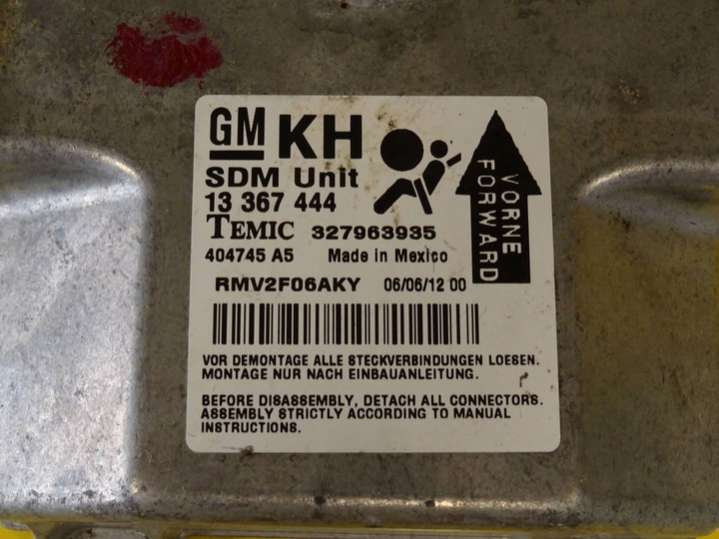 GM KH
SDM Unit
13 367 444
TEMIC 327963935
404745 A5 Made in Mexico
RMV2F06AKY 06/06/12 00
VORNE
FORWARD
VOR DEMONTAGE ALLE STECKVERBINDUNGEN LOESEN.
MONTAGE NUR NACH EINBAUANLEITUNG.
BEFORE DISASSEMBLY, DETACH ALL CONNECTORS.
ASSEMBLY STRICTLY ACCORDING TO MANUAL
INSTRUCTIONS.